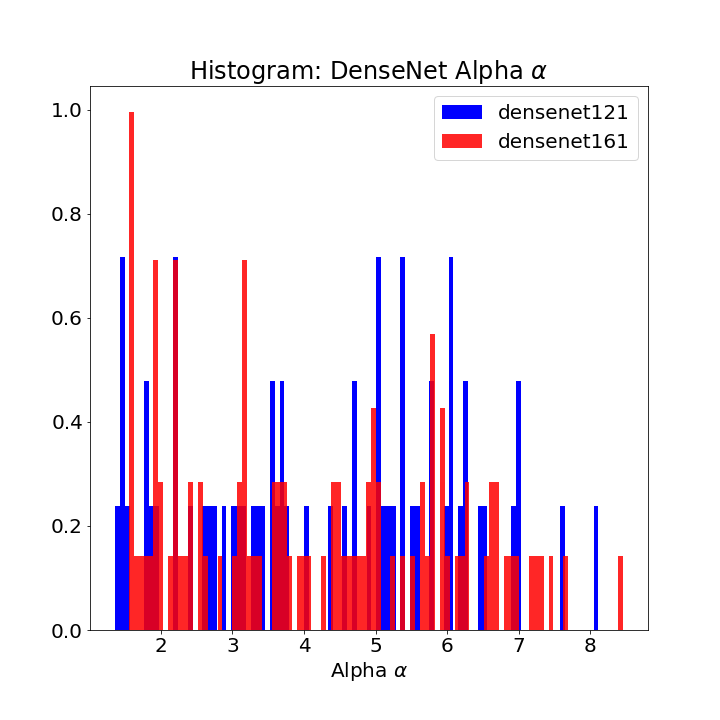 Histogram: DenseNet Alpha α
densenet121
densenet161
1.0
0.8
0.6
0.4
0.2
0.0
2 3 4 5 6 7 8
Alpha α